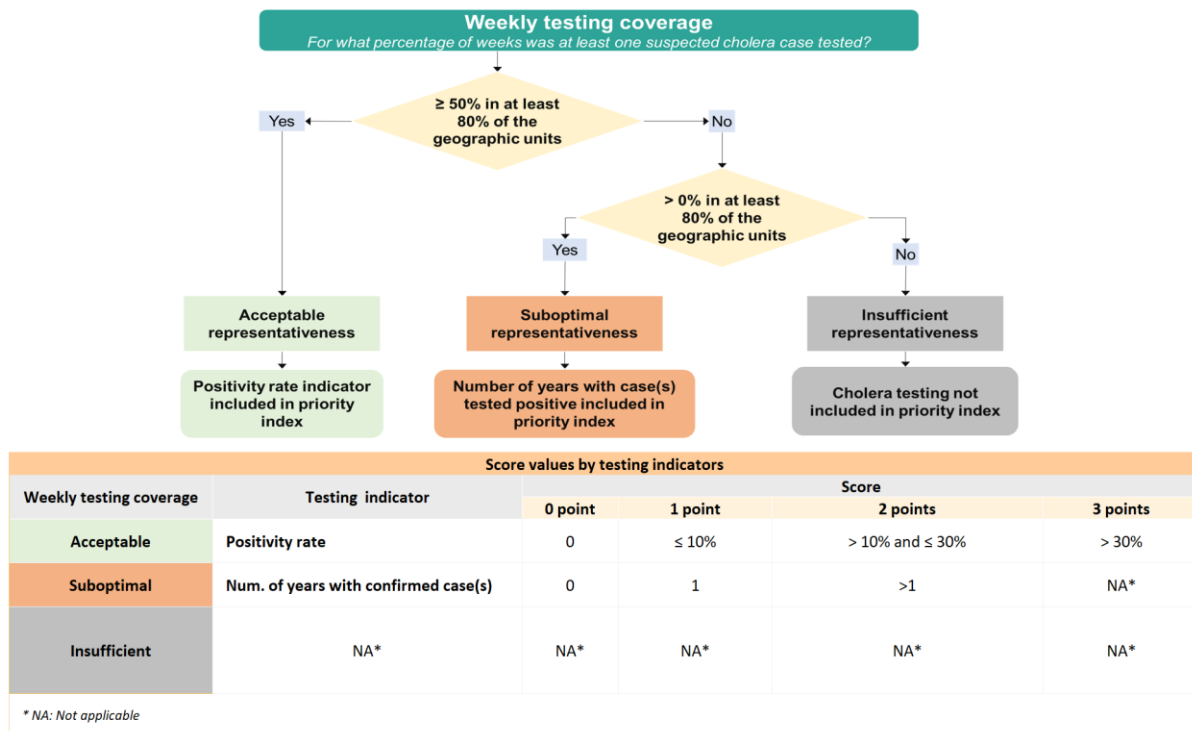 Weekly testing coverage
For what percentage of weeks was at least one suspected cholera case tested?
≥ 50% in at least
80% of the
geographic units
Yes
No
> 0% in at least
80% of the
geographic units
Yes
No
Acceptable
representativeness
Suboptimal
representativeness
Insufficient
representativeness
Positivity rate indicator
included in priority
index
Number of years with case(s)
tested positive included in
priority index
Cholera testing not
included in priority index
Score values by testing indicators
Weekly testing coverage
Testing indicator
Score
0 point
1 point
2 points
3 points
Acceptable
Positivity rate
0
≤ 10%
> 10% and ≤ 30%
> 30%
Suboptimal
Num. of years with confirmed case(s)
0
1
>1
NA*
Insufficient
NA*
NA*
NA*
NA*
NA*
* NA: Not applicable